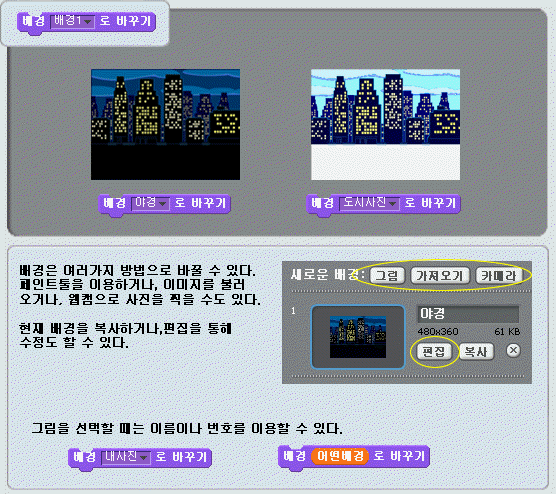 배경 배경1 로 바꾸기
배경 야경 로 바꾸기
배경 도시사진 로 바꾸기
배경은 여러가지 방법으로 바꿀 수 있다.
페인트툴을 이용하거나, 이미지를 불러
오거나, 웹캠으로 사진을 찍을 수도 있다.
현재 배경을 복사하거나,편집을 통해
수정도 할 수 있다.
새로운 배경: 그림 가져오기 카메라
1
야경
480x360 61 KB
편집 복사
그림을 선택할 때는 이름이나 번호를 이용할 수 있다.
배경 내사진 로 바꾸기
배경 어떤배경 로 바꾸기